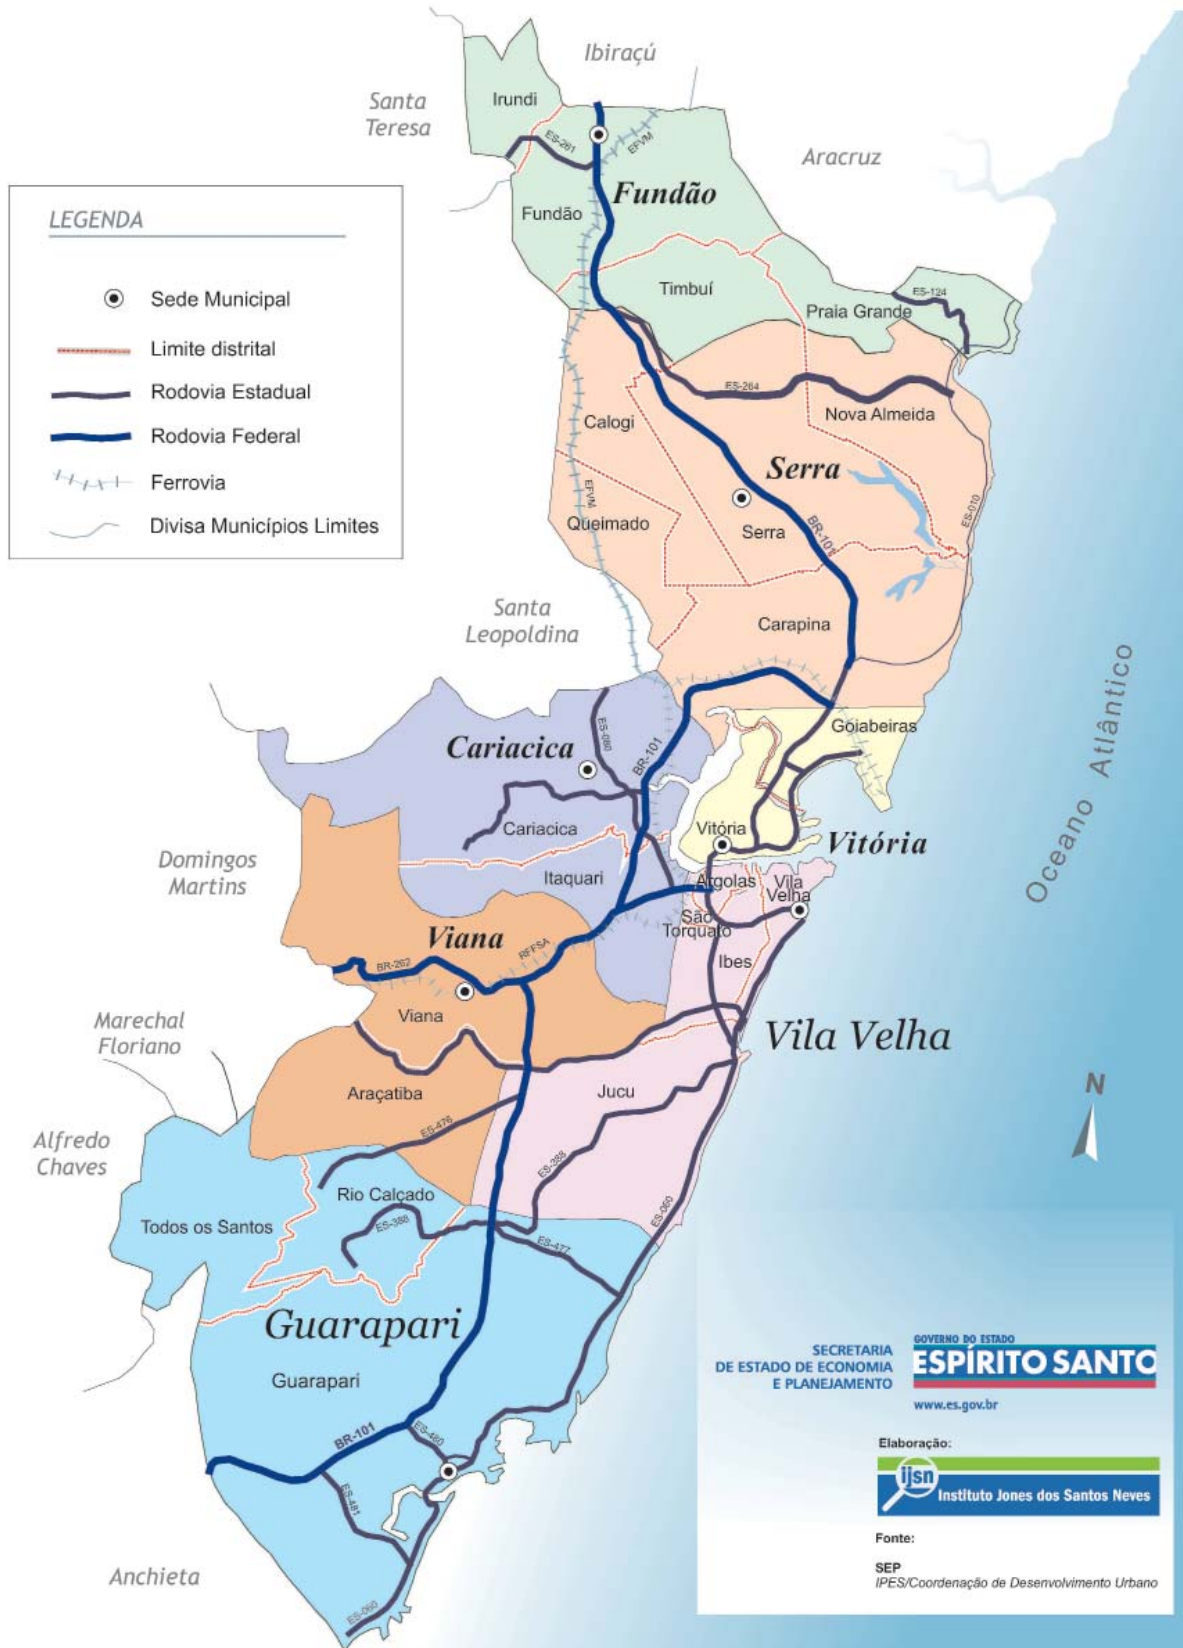 Ibiraçú
Santa
Teresa
Irundi
ES-261
EFVM
Aracruz
Fundão
Fundão
LEGENDA
Sede Municipal
Limite distrital
Rodovia Estadual
Rodovia Federal
Ferrovia
Divisa Municípios Limites
Timbuí
Praia Grande
ES-124
ES-264
Nova Almeida
Calogi
Serra
EFVM
Queimado
Serra
BR-101
ES-010
Santa
Leopoldina
Carapina
Goiabeiras
ES-080
BR-101
Cariacica
Cariacica
Vitória
Vitória
Oceano Atlântico
Domingos
Martins
Itaquari
Argolas
Vila
Velha
São
Torquato
Ibes
Viana
RFFSA
BR-262
Viana
Marechal
Floriano
Vila Velha
Araçatiba
Jucu
N
ES-476
ES-388
Alfredo
Chaves
Rio Calçado
Todos os Santos
ES-388
ES-477
ES-060
Guarapari
Guarapari
BR-101
ES-480
ES-481
ES-060
Anchieta
SECRETARIA
DE ESTADO DE ECONOMIA
E PLANEJAMENTO
GOVERNO DO ESTADO
ESPÍRITO SANTO
www.es.gov.br
Elaboração:
ijsn
Instituto Jones dos Santos Neves
Fonte:
SEP
IPES/Coordenação de Desenvolvimento Urbano